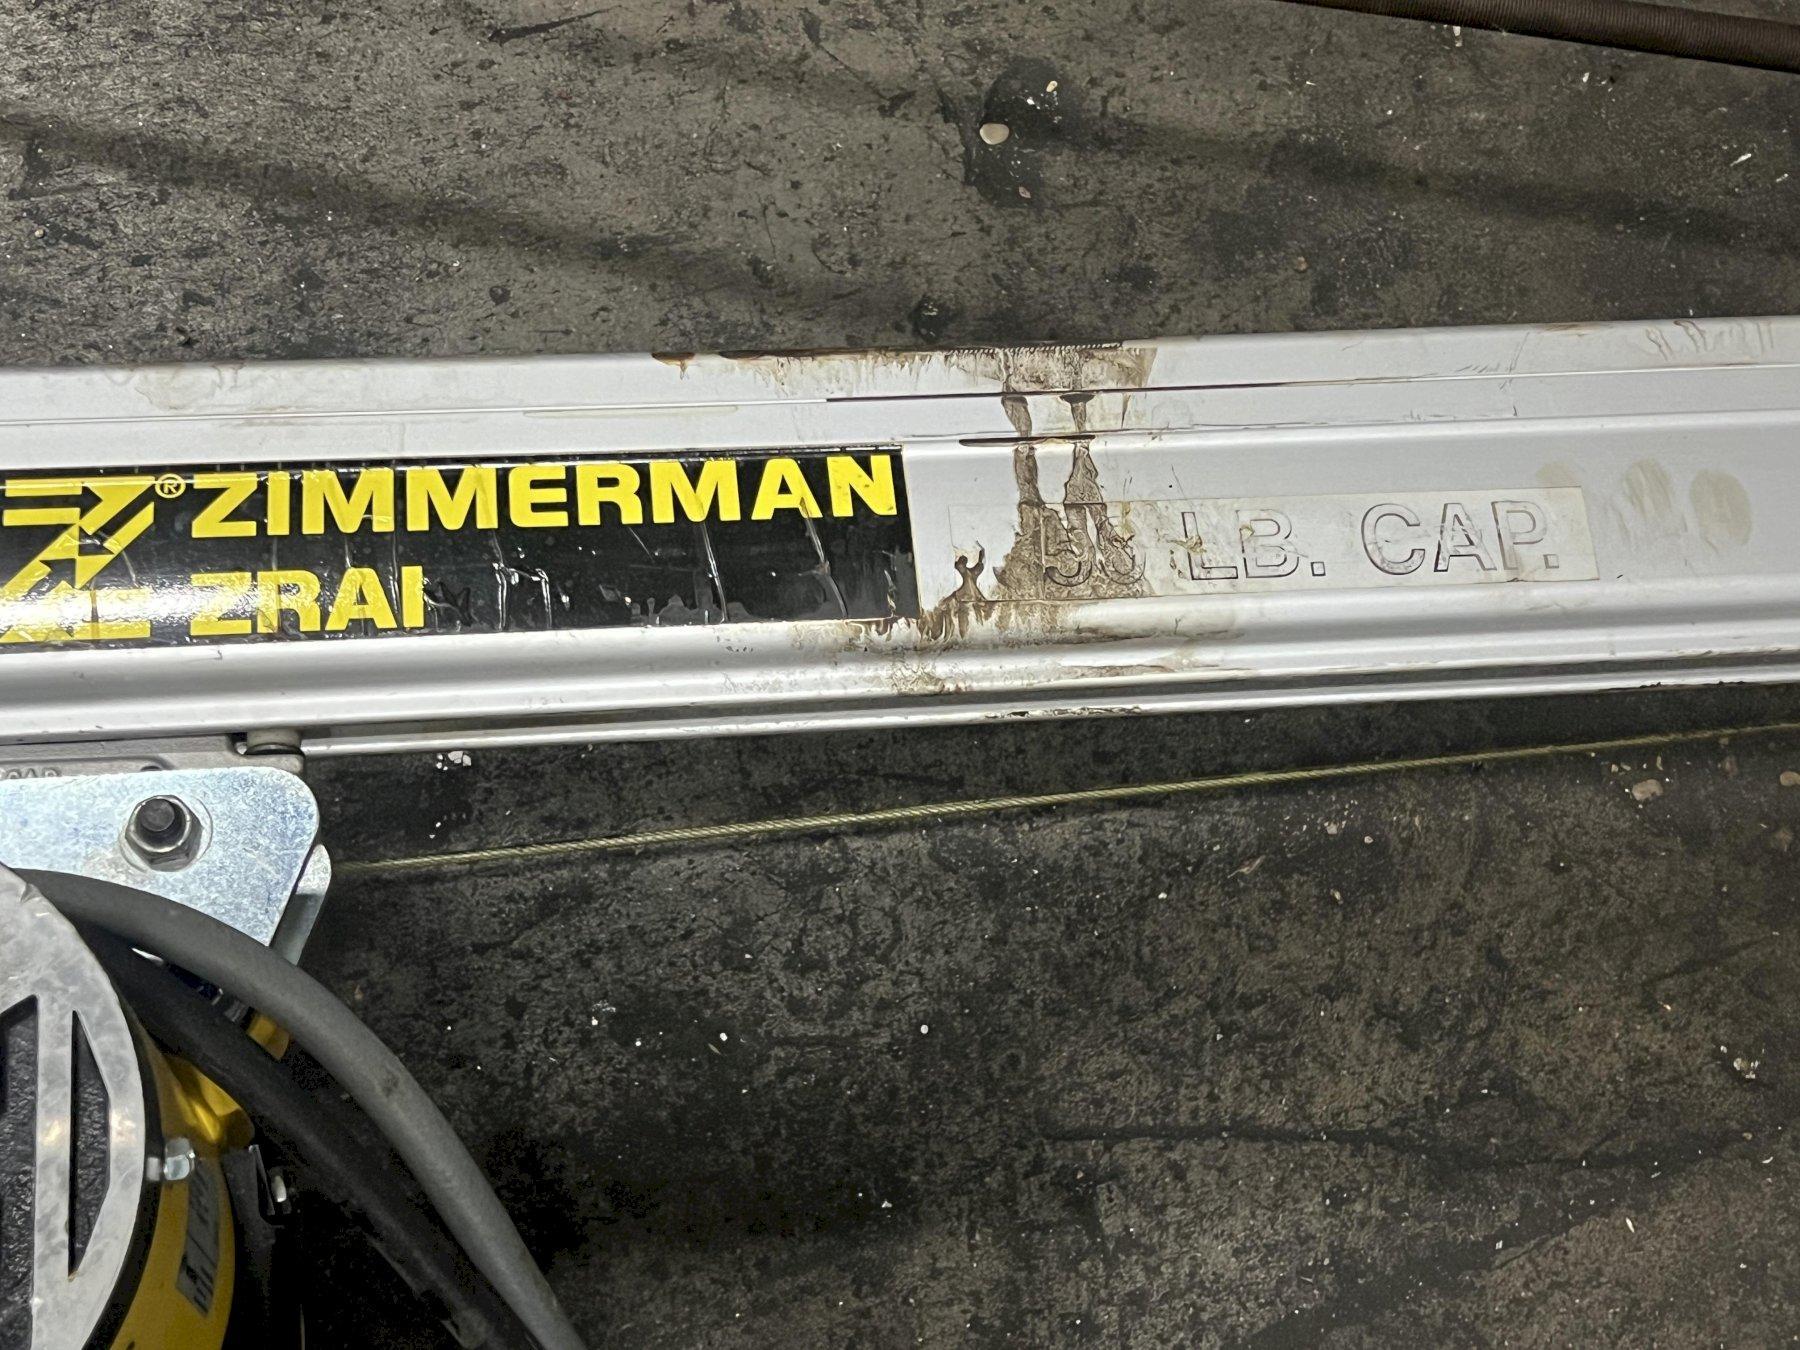 ® ZIMMERMAN
ZRAI
LB. CAP.